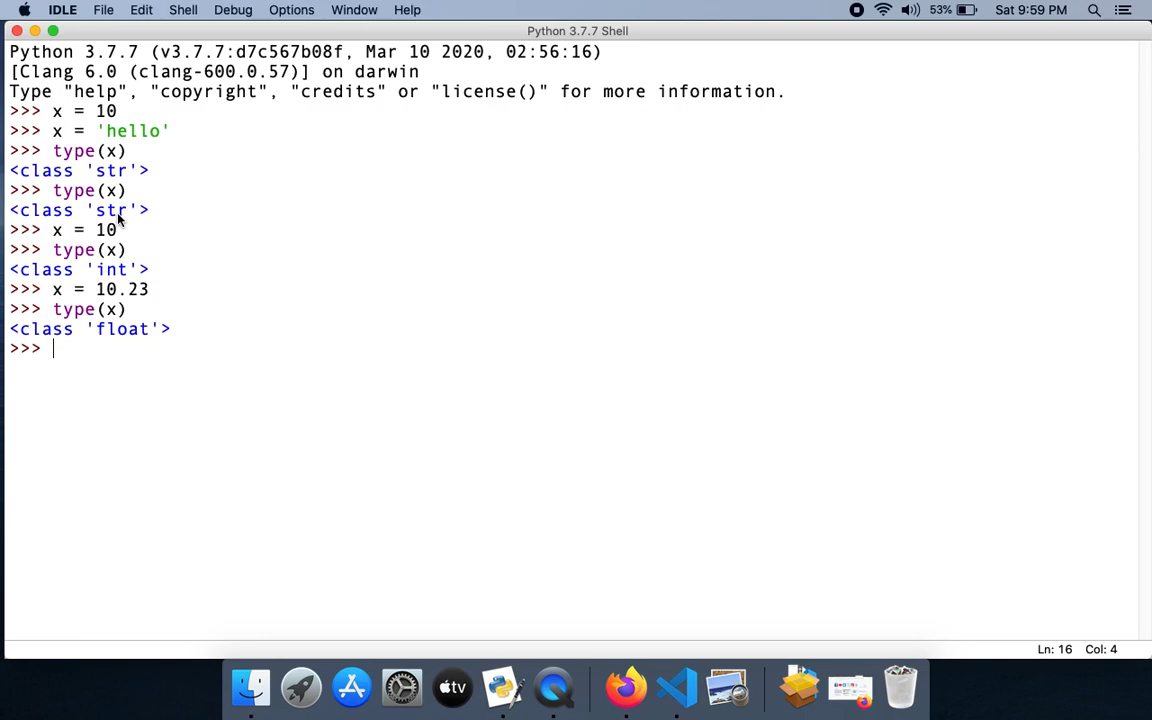 IDLE File Edit Shell Debug Options Window Help 53% Sat 9:59 PM
Python 3.7.7 Shell
Python 3.7.7 (v3.7.7:d7c567b08f, Mar 10 2020, 02:56:16)
[Clang 6.0 (clang-600.0.57)] on darwin
Type "help", "copyright", "credits" or "license()" for more information.
>>> x = 10
>>> x = 'hello'
>>> type(x)
<class 'str'>
>>> type(x)
<class 'str'>
>>> x = 10
>>> type(x)
<class 'int'>
>>> x = 10.23
>>> type(x)
<class 'float'>
>>>
Ln: 16 Col: 4
tv